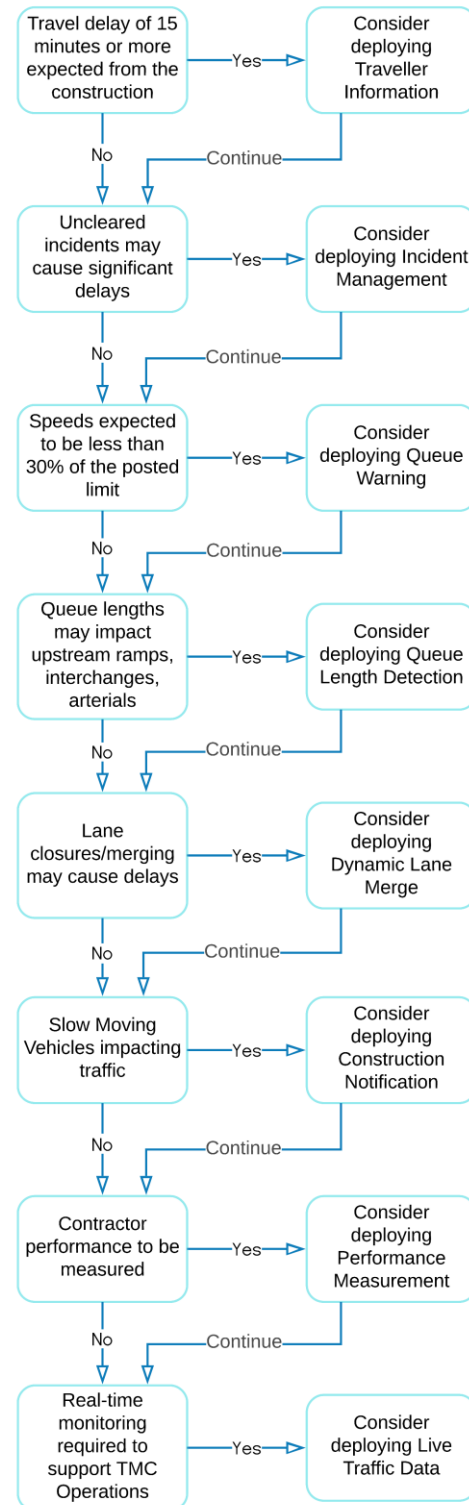 Travel delay of 15
minutes or more
expected from the
construction
Yes
Consider
deploying
Traveller
Information
No
Continue
Uncleared
incidents may
cause significant
delays
Yes
Consider
deploying Incident
Management
No
Continue
Speeds expected
to be less than
30% of the posted
limit
Yes
Consider
deploying Queue
Warning
No
Continue
Queue lengths
may impact
upstream ramps,
interchanges,
arterials
Yes
Consider
deploying Queue
Length Detection
No
Continue
Lane
closures/merging
may cause delays
Yes
Consider
deploying
Dynamic Lane
Merge
No
Continue
Slow Moving
Vehicles impacting
traffic
Yes
Consider
deploying
Construction
Notification
No
Continue
Contractor
performance to be
measured
Yes
Consider
deploying
Performance
Measurement
No
Continue
Real-time
monitoring
required to
support TMC
Operations
Yes
Consider
deploying Live
Traffic Data